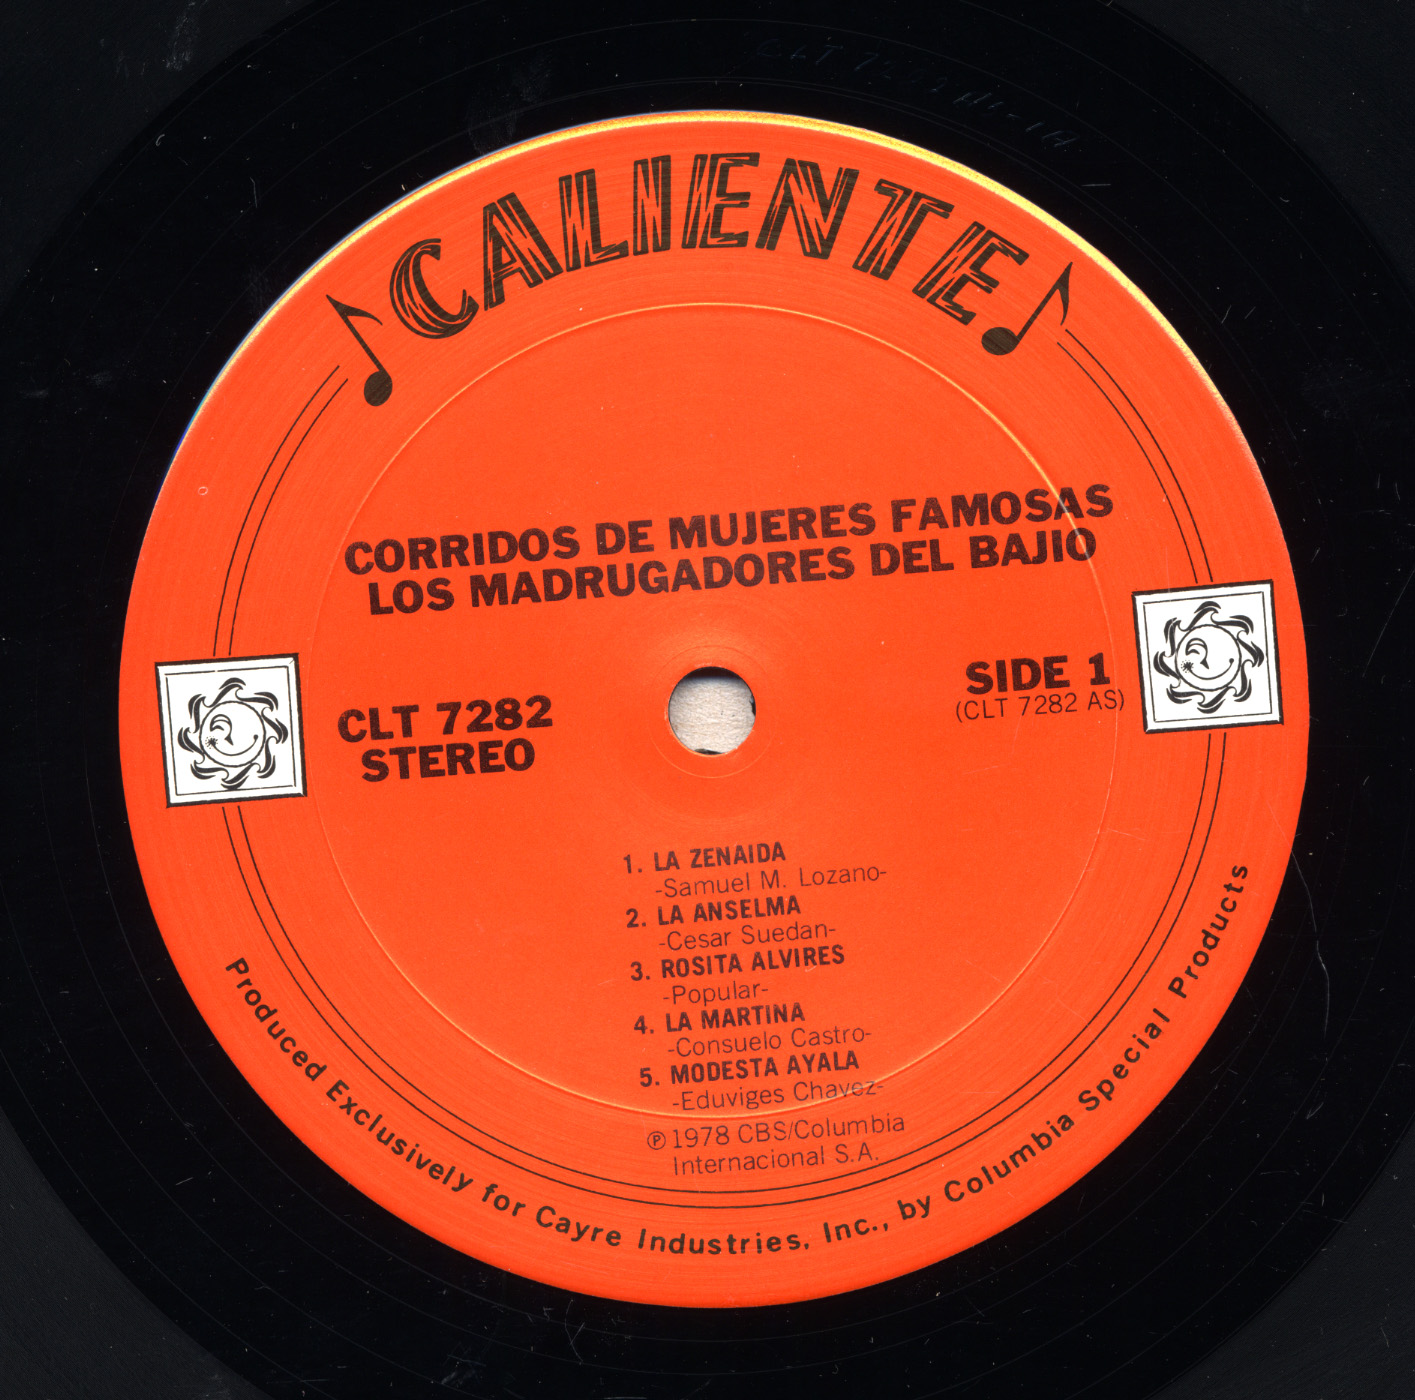 CALIENTE
CORRIDOS DE MUJERES FAMOSAS
LOS MADRUGADORES DEL BAJIO
CLT 7282
STEREO
SIDE 1
(CLT 7282 AS)
1. LA ZENAIDA
-Samuel M. Lozano-
2. LA ANSELMA
-Cesar Suedan-
3. ROSITA ALVIRES
-Popular-
4. LA MARTINA
-Consuelo Castro-
5. MODESTA AYALA
-Eduviges Chavez-
Ⓟ 1978 CBS/Columbia
Internacional S.A.
Produced Exclusively for Cayre Industries, Inc., by Columbia Special Products